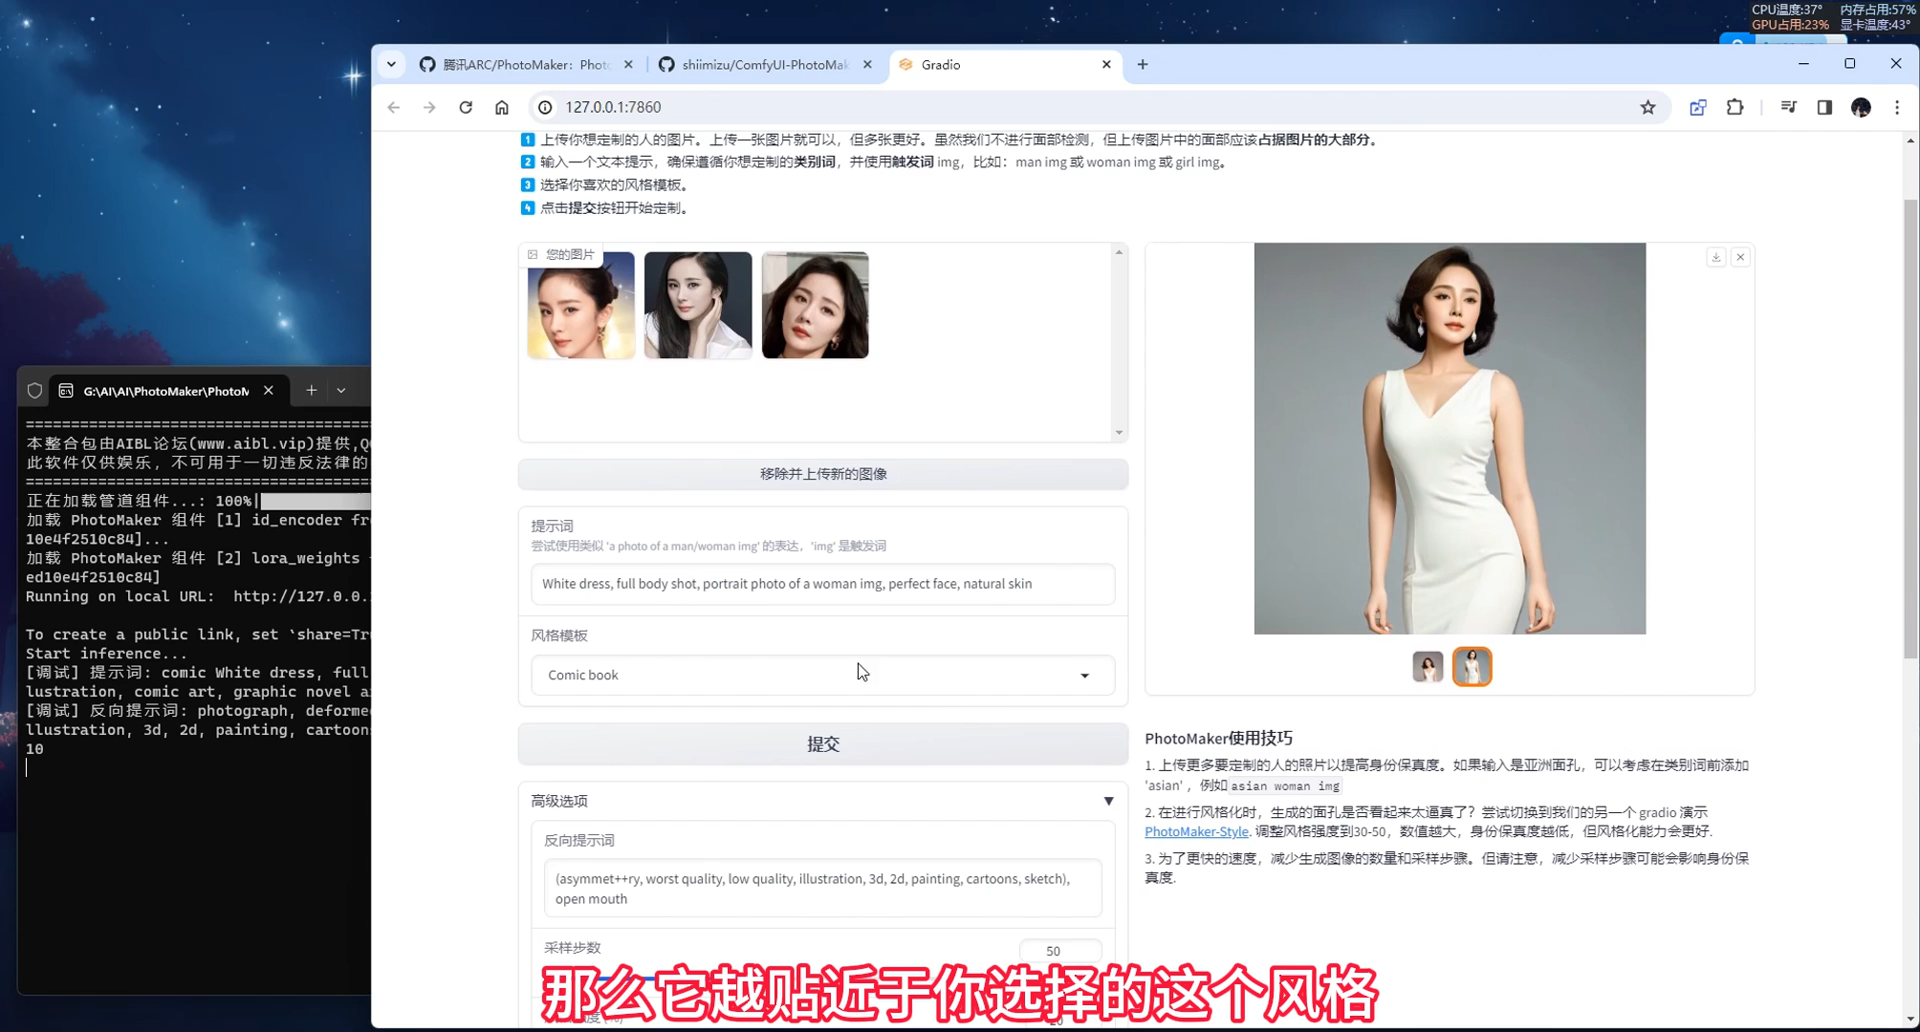 CPU温度:37° 内存占用:57%
GPU占用:23% 显卡温度:43°
腾讯ARC/PhotoMaker: Phot
shiimizu/ComfyUI-PhotoMak
Gradio
127.0.0.1:7860
1 上传你想定制的人的图片。上传一张图片就可以，但多张更好。虽然我们不进行面部检测，但上传图片中的面部应该占据图片的大部分。
2 输入一个文本提示，确保遵循你想定制的类别词，并使用触发词 img，比如：man img 或 woman img 或 girl img。
3 选择你喜欢的风格模板。
4 点击提交按钮开始定制。
您的图片
移除并上传新的图像
提示词
尝试使用类似 'a photo of a man/woman img' 的表达，'img' 是触发词
White dress, full body shot, portrait photo of a woman img, perfect face, natural skin
风格模板
Comic book
提交
高级选项
反向提示词
(asymmet++ry, worst quality, low quality, illustration, 3d, 2d, painting, cartoons, sketch),
open mouth
采样步数
50
PhotoMaker使用技巧
1. 上传更多要定制的人的照片以提高身份保真度。如果输入是亚洲面孔，可以考虑在类别词前添加
'asian' ，例如 asian woman img
2. 在进行风格化时，生成的面孔是否看起来太逼真了？尝试切换到我们的另一个 gradio 演示
PhotoMaker-Style. 调整风格强度到30-50，数值越大，身份保真度越低，但风格化能力会更好.
3. 为了更快的速度，减少生成图像的数量和采样步骤。但请注意，减少采样步骤可能会影响身份保
真度.
G:\AI\AI\PhotoMaker\PhotoM
================================
本整合包由AIBL论坛(www.aibl.vip)提供,Q
此软件仅供娱乐, 不可用于一切违反法律的
================================
正在加载管道组件...: 100%|
加载 PhotoMaker 组件 [1] id_encoder fr
10e4f2510c84]...
加载 PhotoMaker 组件 [2] lora_weights
ed10e4f2510c84]
Running on local URL: http://127.0.0.
To create a public link, set `share=Tr
Start inference...
[调试] 提示词: comic White dress, full
lustration, comic art, graphic novel a
[调试] 反向提示词: photograph, deforme
llustration, 3d, 2d, painting, cartoon
10
那么它越贴近于你选择的这个风格